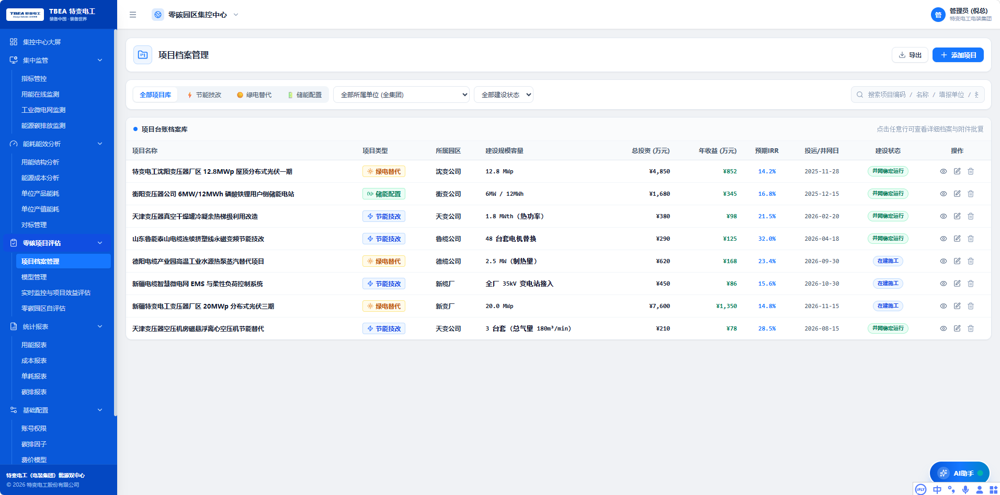 TBEA 特变电工
Always Reliable 全球智慧
TBEA 特变电工
装备中国 · 装备世界
零碳园区集控中心
管
管理员 (倪总)
特变电工电装集团
集控中心大屏
集中监管
指标管控
用能在线监测
工业微电网监测
能源碳排放监测
能耗能效分析
用能结构分析
能源成本分析
单位产品能耗
单位产值能耗
对标管理
零碳项目评估
项目档案管理
模型管理
实时监控与项目效益评估
零碳园区自评估
统计报表
用能报表
成本报表
单耗报表
碳排报表
基础配置
账号权限
碳排因子
费价模型
特变电工（电装集团）能源双中心
© 2026 特变电工股份有限公司
项目档案管理
导出
添加项目
全部项目库 节能技改 绿电替代 储能配置 全部所属单位 (全集团) 全部建设状态
搜索项目编码 / 名称 / 填报单位 /
项目台账档案库
点击任意行可查看详细档案与附件批复
项目名称 项目类型 所属园区 建设规模容量 总投资 (万元) 年收益 (万元) 预期IRR 投运/并网日 建设状态 操作
特变电工沈阳变压器厂区 12.8MWp 屋顶分布式光伏一期 绿电替代 沈变公司 12.8 MWp ¥4,850 ¥852 14.2% 2025-11-28 并网稳定运行
衡阳变压器公司 6MW/12MWh 磷酸铁锂用户侧储能电站 储能配置 衡变公司 6MW / 12MWh ¥1,680 ¥345 16.8% 2025-12-15 并网稳定运行
天津变压器真空干燥罐冷凝余热梯级利用改造 节能技改 天变公司 1.8 MWth (热功率) ¥380 ¥98 21.5% 2026-02-20 并网稳定运行
山东鲁能泰山电缆连续挤塑线永磁变频节能技改 节能技改 鲁缆公司 48 台套电机替换 ¥290 ¥125 32.0% 2026-04-18 并网稳定运行
德阳电缆产业园高温工业水源热泵蒸汽替代项目 绿电替代 德缆公司 2.5 MW (制热量) ¥620 ¥168 23.4% 2026-09-30 在建施工
新疆电缆智慧微电网 EMS 与柔性负荷控制系统 节能技改 新缆厂 全厂 35kV 变电站接入 ¥450 ¥86 15.6% 2026-10-30 在建施工
新疆特变电工变压器厂区 20MWp 分布式光伏三期 绿电替代 新变厂 20.0 MWp ¥7,600 ¥1,350 14.8% 2026-11-15 在建施工
天津变压器空压机房磁悬浮离心空压机节能替代 节能技改 天变公司 3 台套 (总气量 180m³/min) ¥210 ¥78 28.5% 2026-08-15 并网稳定运行
AI助手
iFLY 中